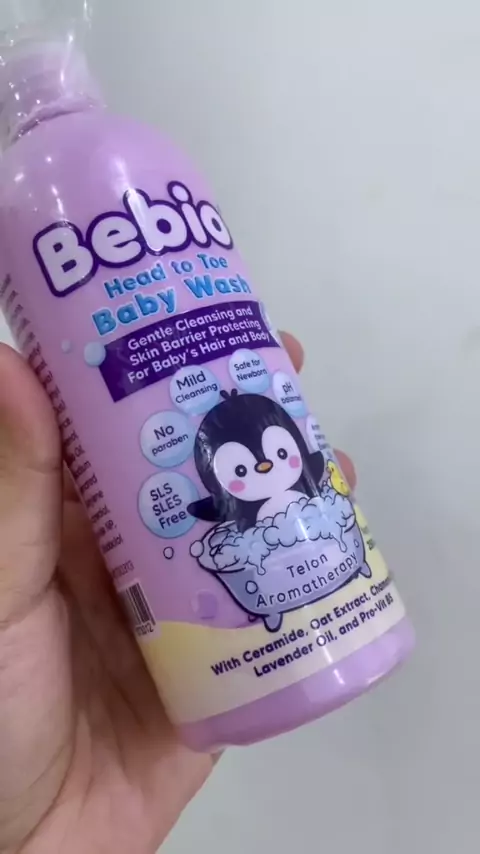 Bebio
Head to Toe
Baby Wash
Gentle Cleansing and
Skin Barrier Protecting
For Baby's Hair and Body
Mild
Cleansing
Safe for
Newborn
pH
balanced
No
paraben
SLS
SLES
Free
Telon
Aromatherapy
With Ceramide, Oat Extract,
Lavender Oil, and Pro-Vit B5